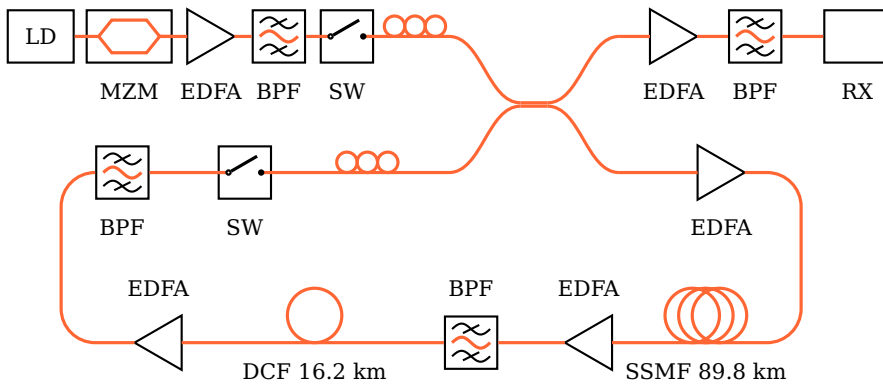 LD
MZM
EDFA
BPF
SW
EDFA
BPF
RX
BPF
SW
EDFA
EDFA
BPF
EDFA
DCF 16.2 km
SSMF 89.8 km